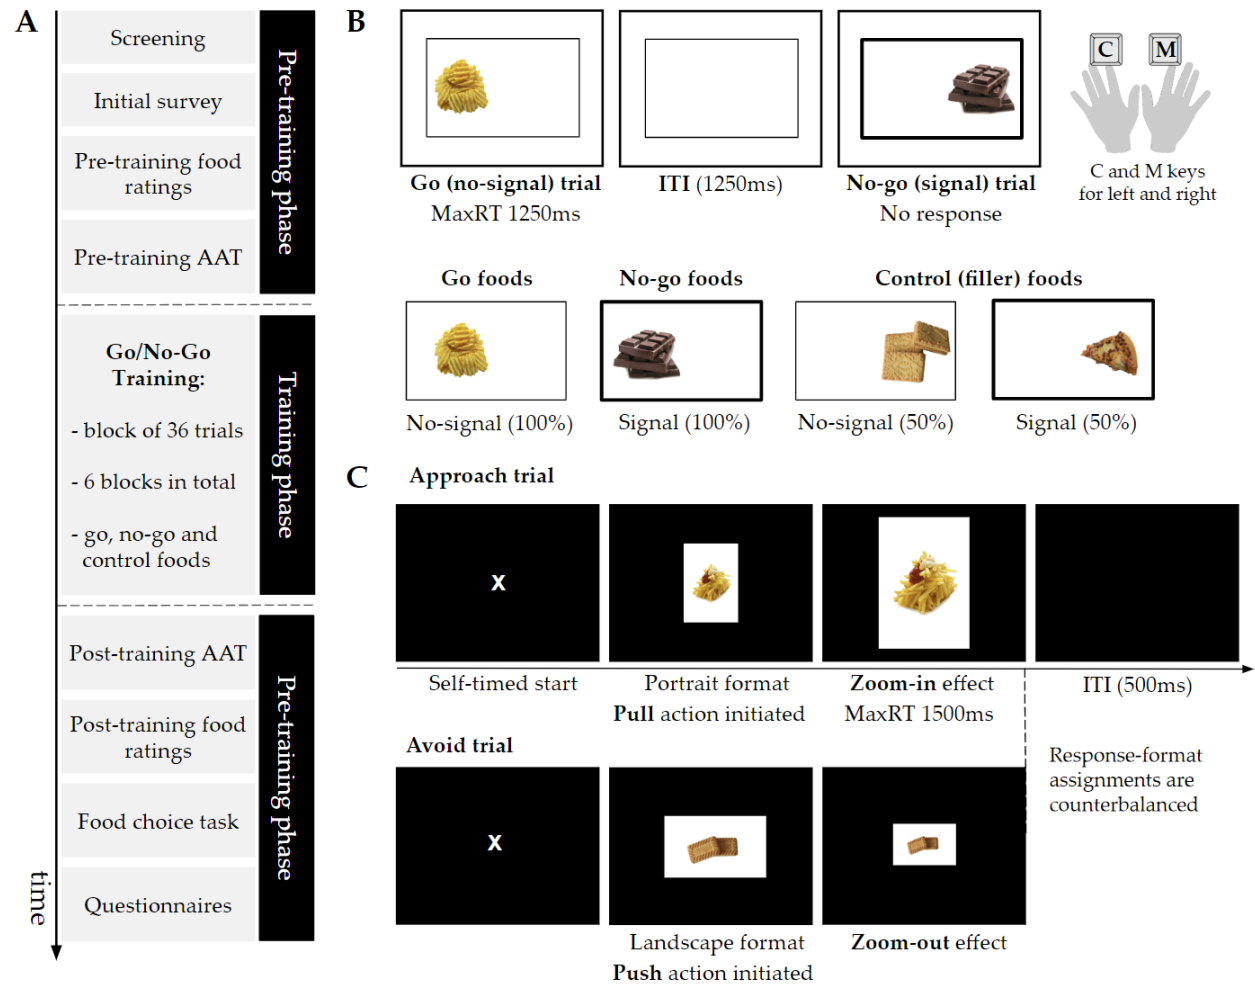 A
Screening
Initial survey
Pre-training food
ratings
Pre-training AAT
Pre-training phase
Go/No-Go
Training:
- block of 36 trials
- 6 blocks in total
- go, no-go and
control foods
Training phase
Post-training AAT
Post-training food
ratings
Food choice task
Questionnaires
Pre-training phase
time
B
Go (no-signal) trial
MaxRT 1250ms
ITI (1250ms)
No-go (signal) trial
No response
C
M
C and M keys
for left and right
Go foods
No-go foods
Control (filler) foods
No-signal (100%)
Signal (100%)
No-signal (50%)
Signal (50%)
C
Approach trial
X
Self-timed start
Portrait format
Pull action initiated
Zoom-in effect
MaxRT 1500ms
ITI (500ms)
Avoid trial
X
Landscape format
Push action initiated
Zoom-out effect
Response-format
assignments are
counterbalanced